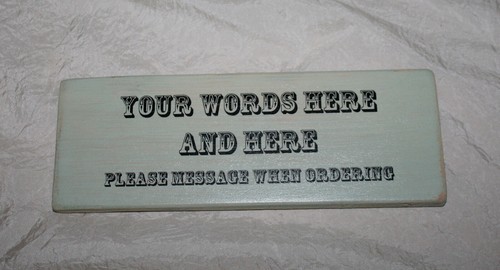 YOUR WORDS HERE
AND HERE
PLEASE MESSAGE WHEN ORDERING